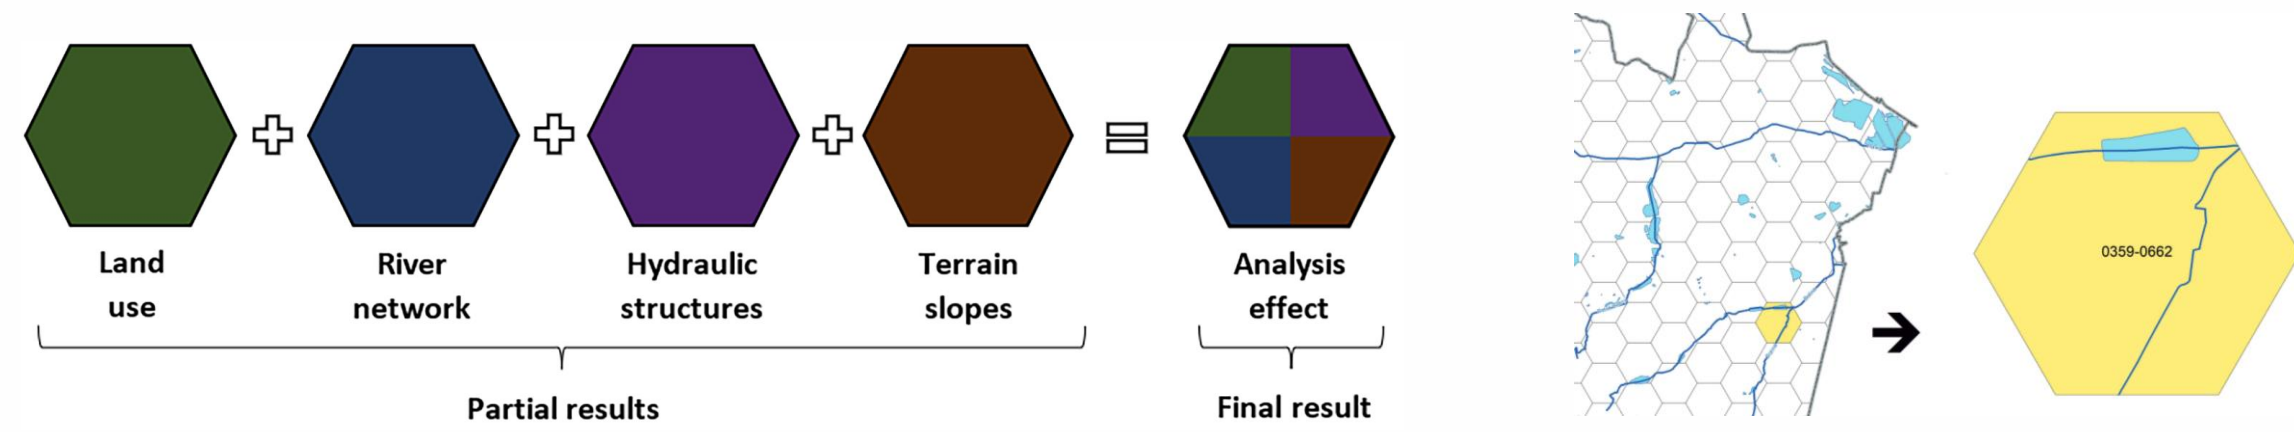 Land
use
River
network
Hydraulic
structures
Terrain
slopes
Analysis
effect
Partial results
Final result
0359-0662